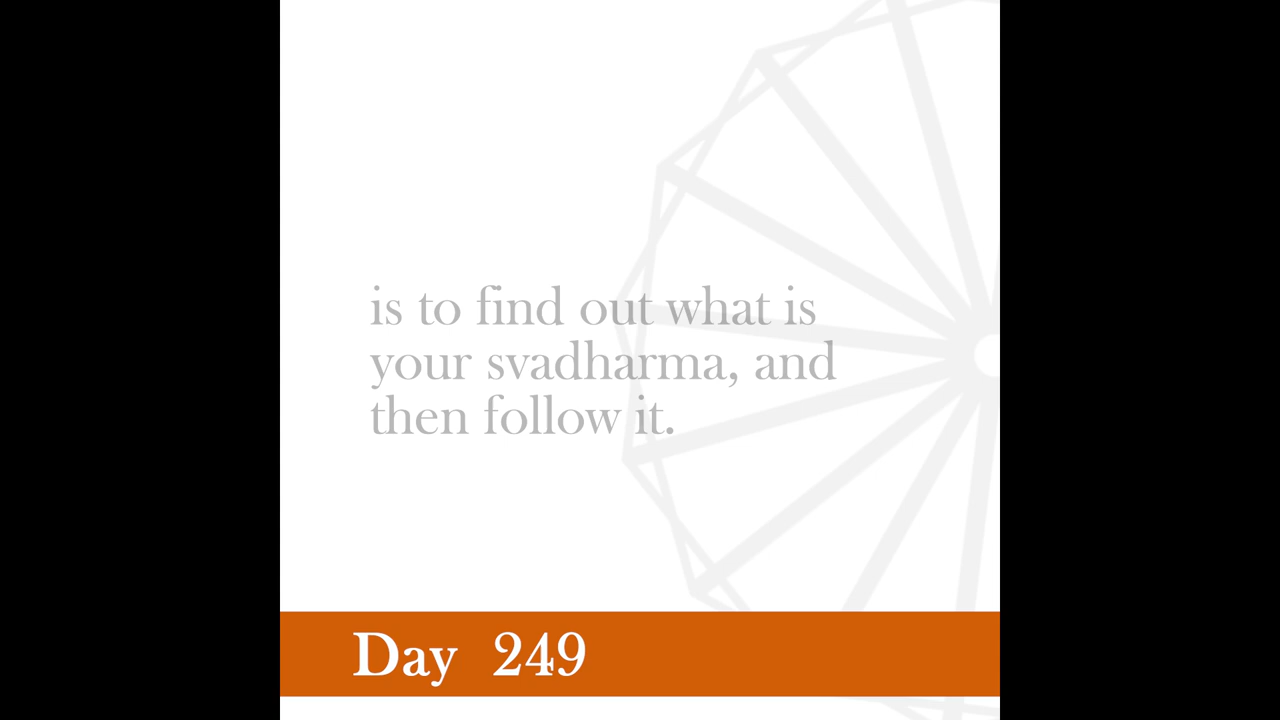 is to find out what is
your svadharma, and
then follow it.
Day 249